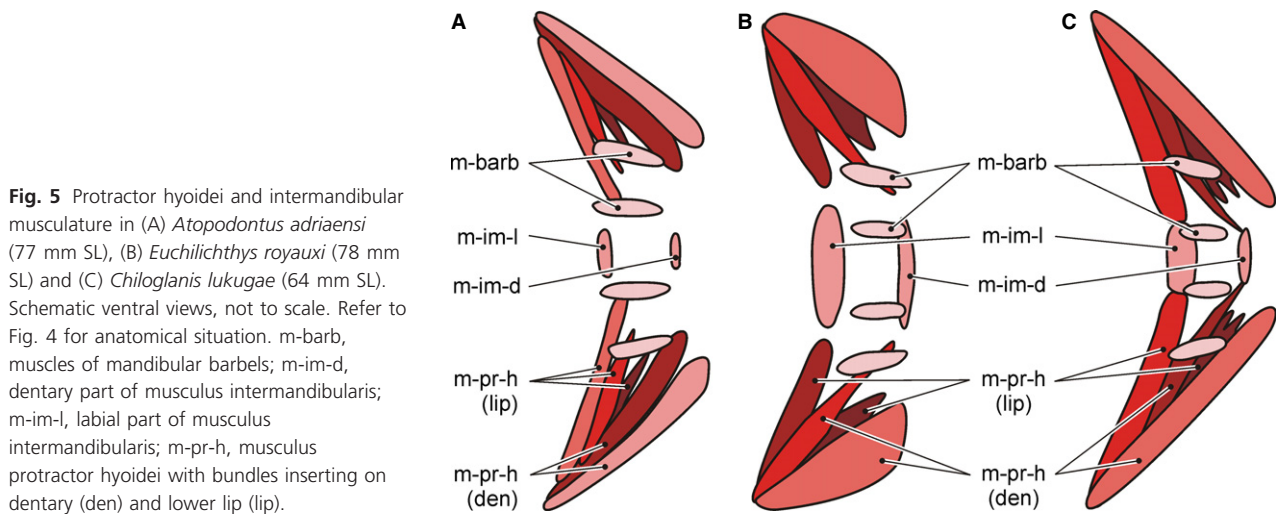 A
B
C
m-barb
m-barb
m-im-l
m-im-l
m-im-d
m-im-d
m-pr-h
(lip)
m-pr-h
(lip)
m-pr-h
(den)
m-pr-h
(den)
Fig. 5 Protractor hyoidei and intermandibular
musculature in (A) Atopodontus adriaensi
(77 mm SL), (B) Euchilichthys royauxi (78 mm
SL) and (C) Chiloglanis lukugae (64 mm SL).
Schematic ventral views, not to scale. Refer to
Fig. 4 for anatomical situation. m-barb,
muscles of mandibular barbels; m-im-d,
dentary part of musculus intermandibularis;
m-im-l, labial part of musculus
intermandibularis; m-pr-h, musculus
protractor hyoidei with bundles inserting on
dentary (den) and lower lip (lip).